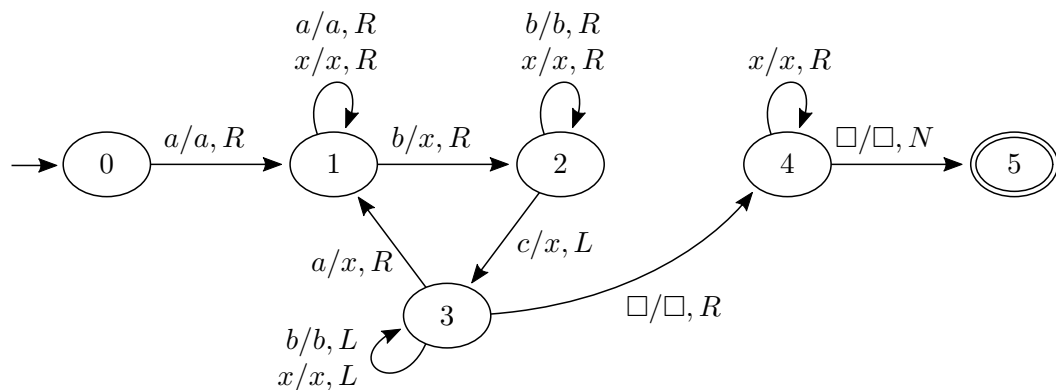 a/a, R
x/x, R
b/b, R
x/x, R
x/x, R
a/a, R
b/x, R
□/□, N
0
1
2
4
5
a/x, R
c/x, L
3
□/□, R
b/b, L
x/x, L